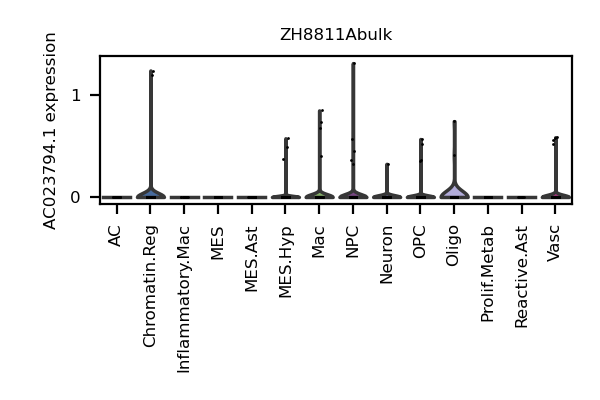 ZH8811Abulk
AC023794.1 expression
1
0
AC
Chromatin.Reg
Inflammatory.Mac
MES
MES.Ast
MES.Hyp
Mac
NPC
Neuron
OPC
Oligo
Prolif.Metab
Reactive.Ast
Vasc